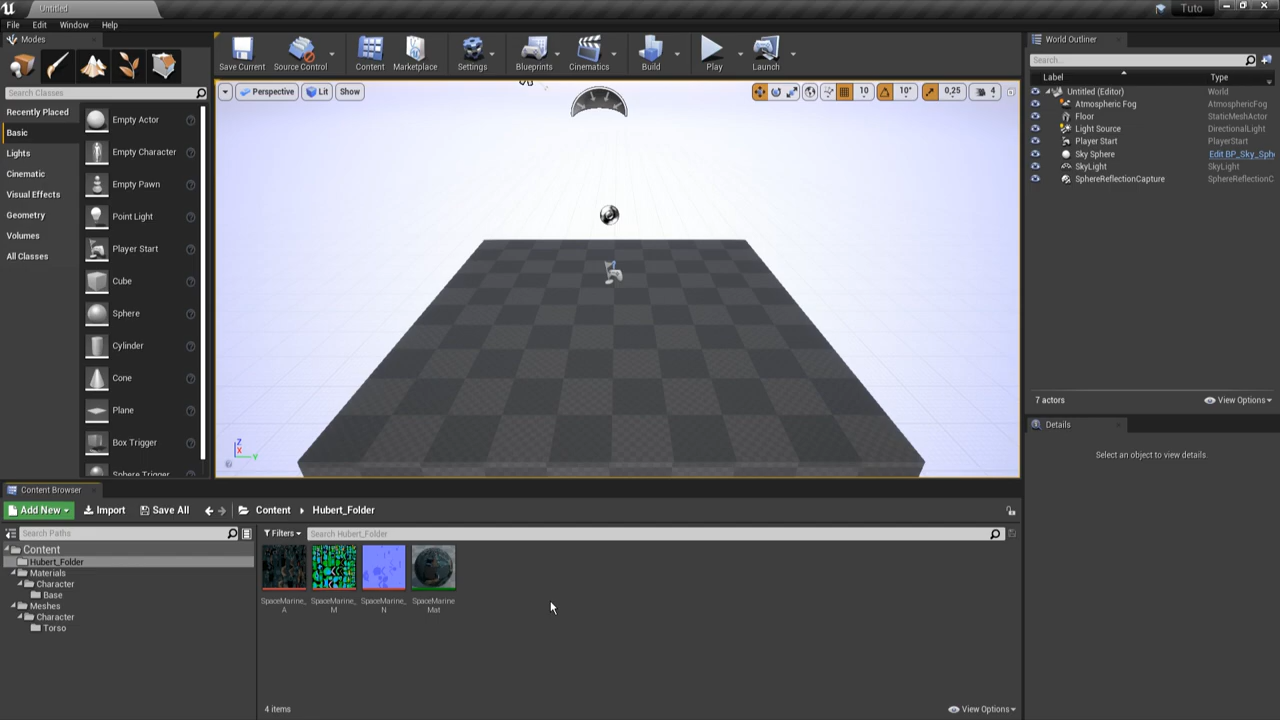 Untitled
Tuto
File Edit Window Help
Modes
Search Classes
Recently Placed
Basic
Lights
Cinematic
Visual Effects
Geometry
Volumes
All Classes
Empty Actor
Empty Character
Empty Pawn
Point Light
Player Start
Cube
Sphere
Cylinder
Cone
Plane
Box Trigger
Sphere Trigger
Save Current
Source Control
Content
Marketplace
Settings
Blueprints
Cinematics
Build
Play
Launch
Perspective
Lit
Show
10
10°
0,25
4
Z
X
Y
World Outliner
Search...
Label Type
Untitled (Editor) World
Atmospheric Fog AtmosphericFog
Floor StaticMeshActor
Light Source DirectionalLight
Player Start PlayerStart
Sky Sphere Edit BP_Sky_Sph
SkyLight SkyLight
SphereReflectionCapture SphereReflectionC
7 actors View Options
Details
Select an object to view details.
Content Browser
Add New Import Save All Content Hubert_Folder
Search Paths
Content
Hubert_Folder
Materials
Character
Base
Meshes
Character
Torso
Filters Search Hubert_Folder
SpaceMarine_
A
SpaceMarine_
M
SpaceMarine_
N
SpaceMarine
Mat
4 items View Options